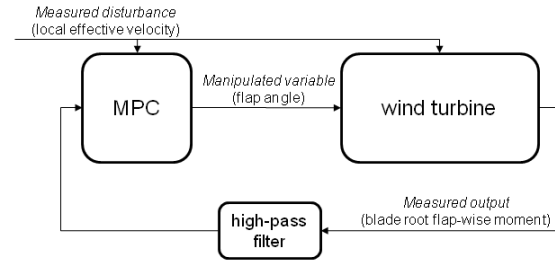 Measured disturbance
(local effective velocity)
MPC
Manipulated variable
(flap angle)
wind turbine
Measured output
(blade root flap-wise moment)
high-pass
filter